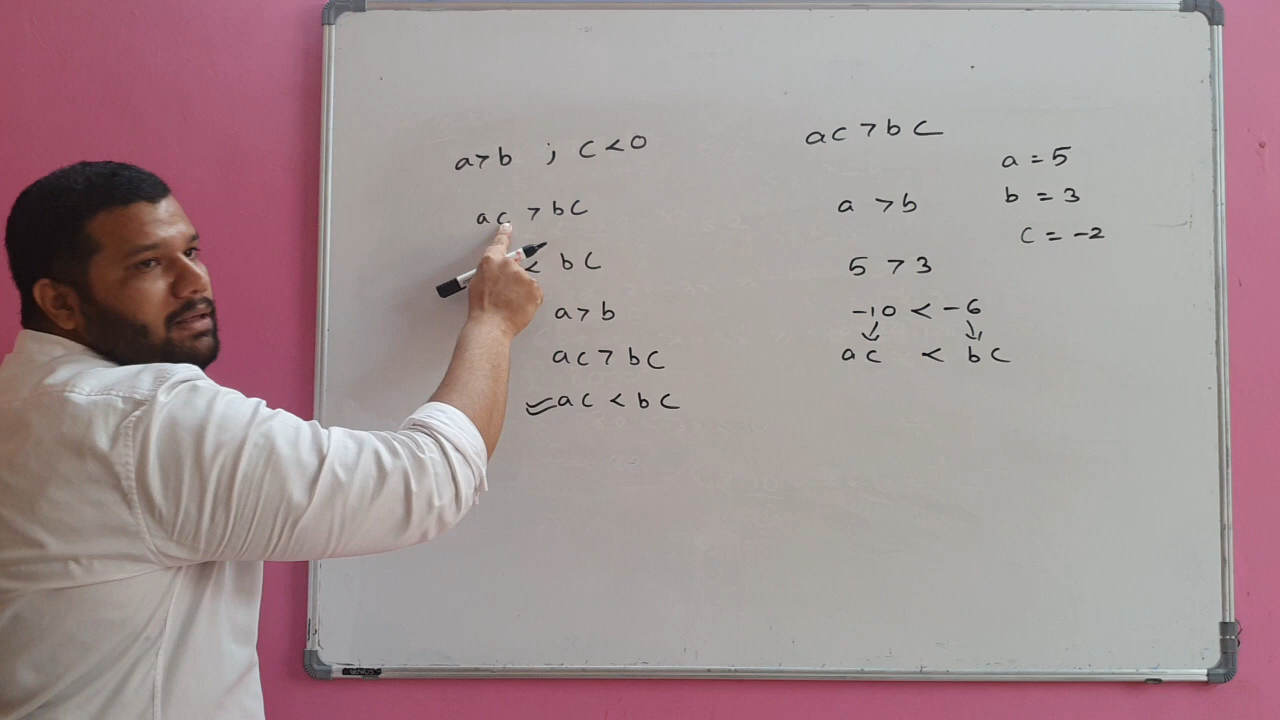 a>b ; c<0
ac > bc
< bc
a>b
ac > bc
ac < bc
ac > bc
a > b
5 > 3
-10 < -6
ac < bc
a = 5
b = 3
c = -2